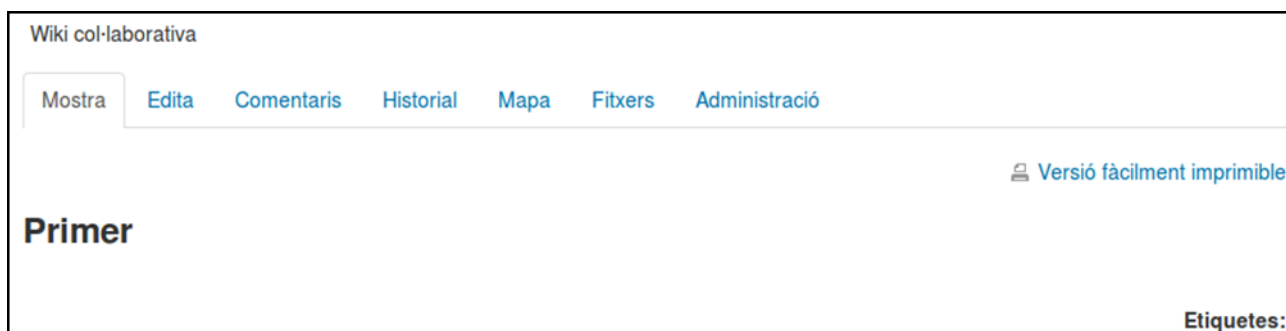 Wiki col·laborativa
Mostra Edita Comentaris Historial Mapa Fitxers Administració
Versió fàcilment imprimible
Primer
Etiquetes: